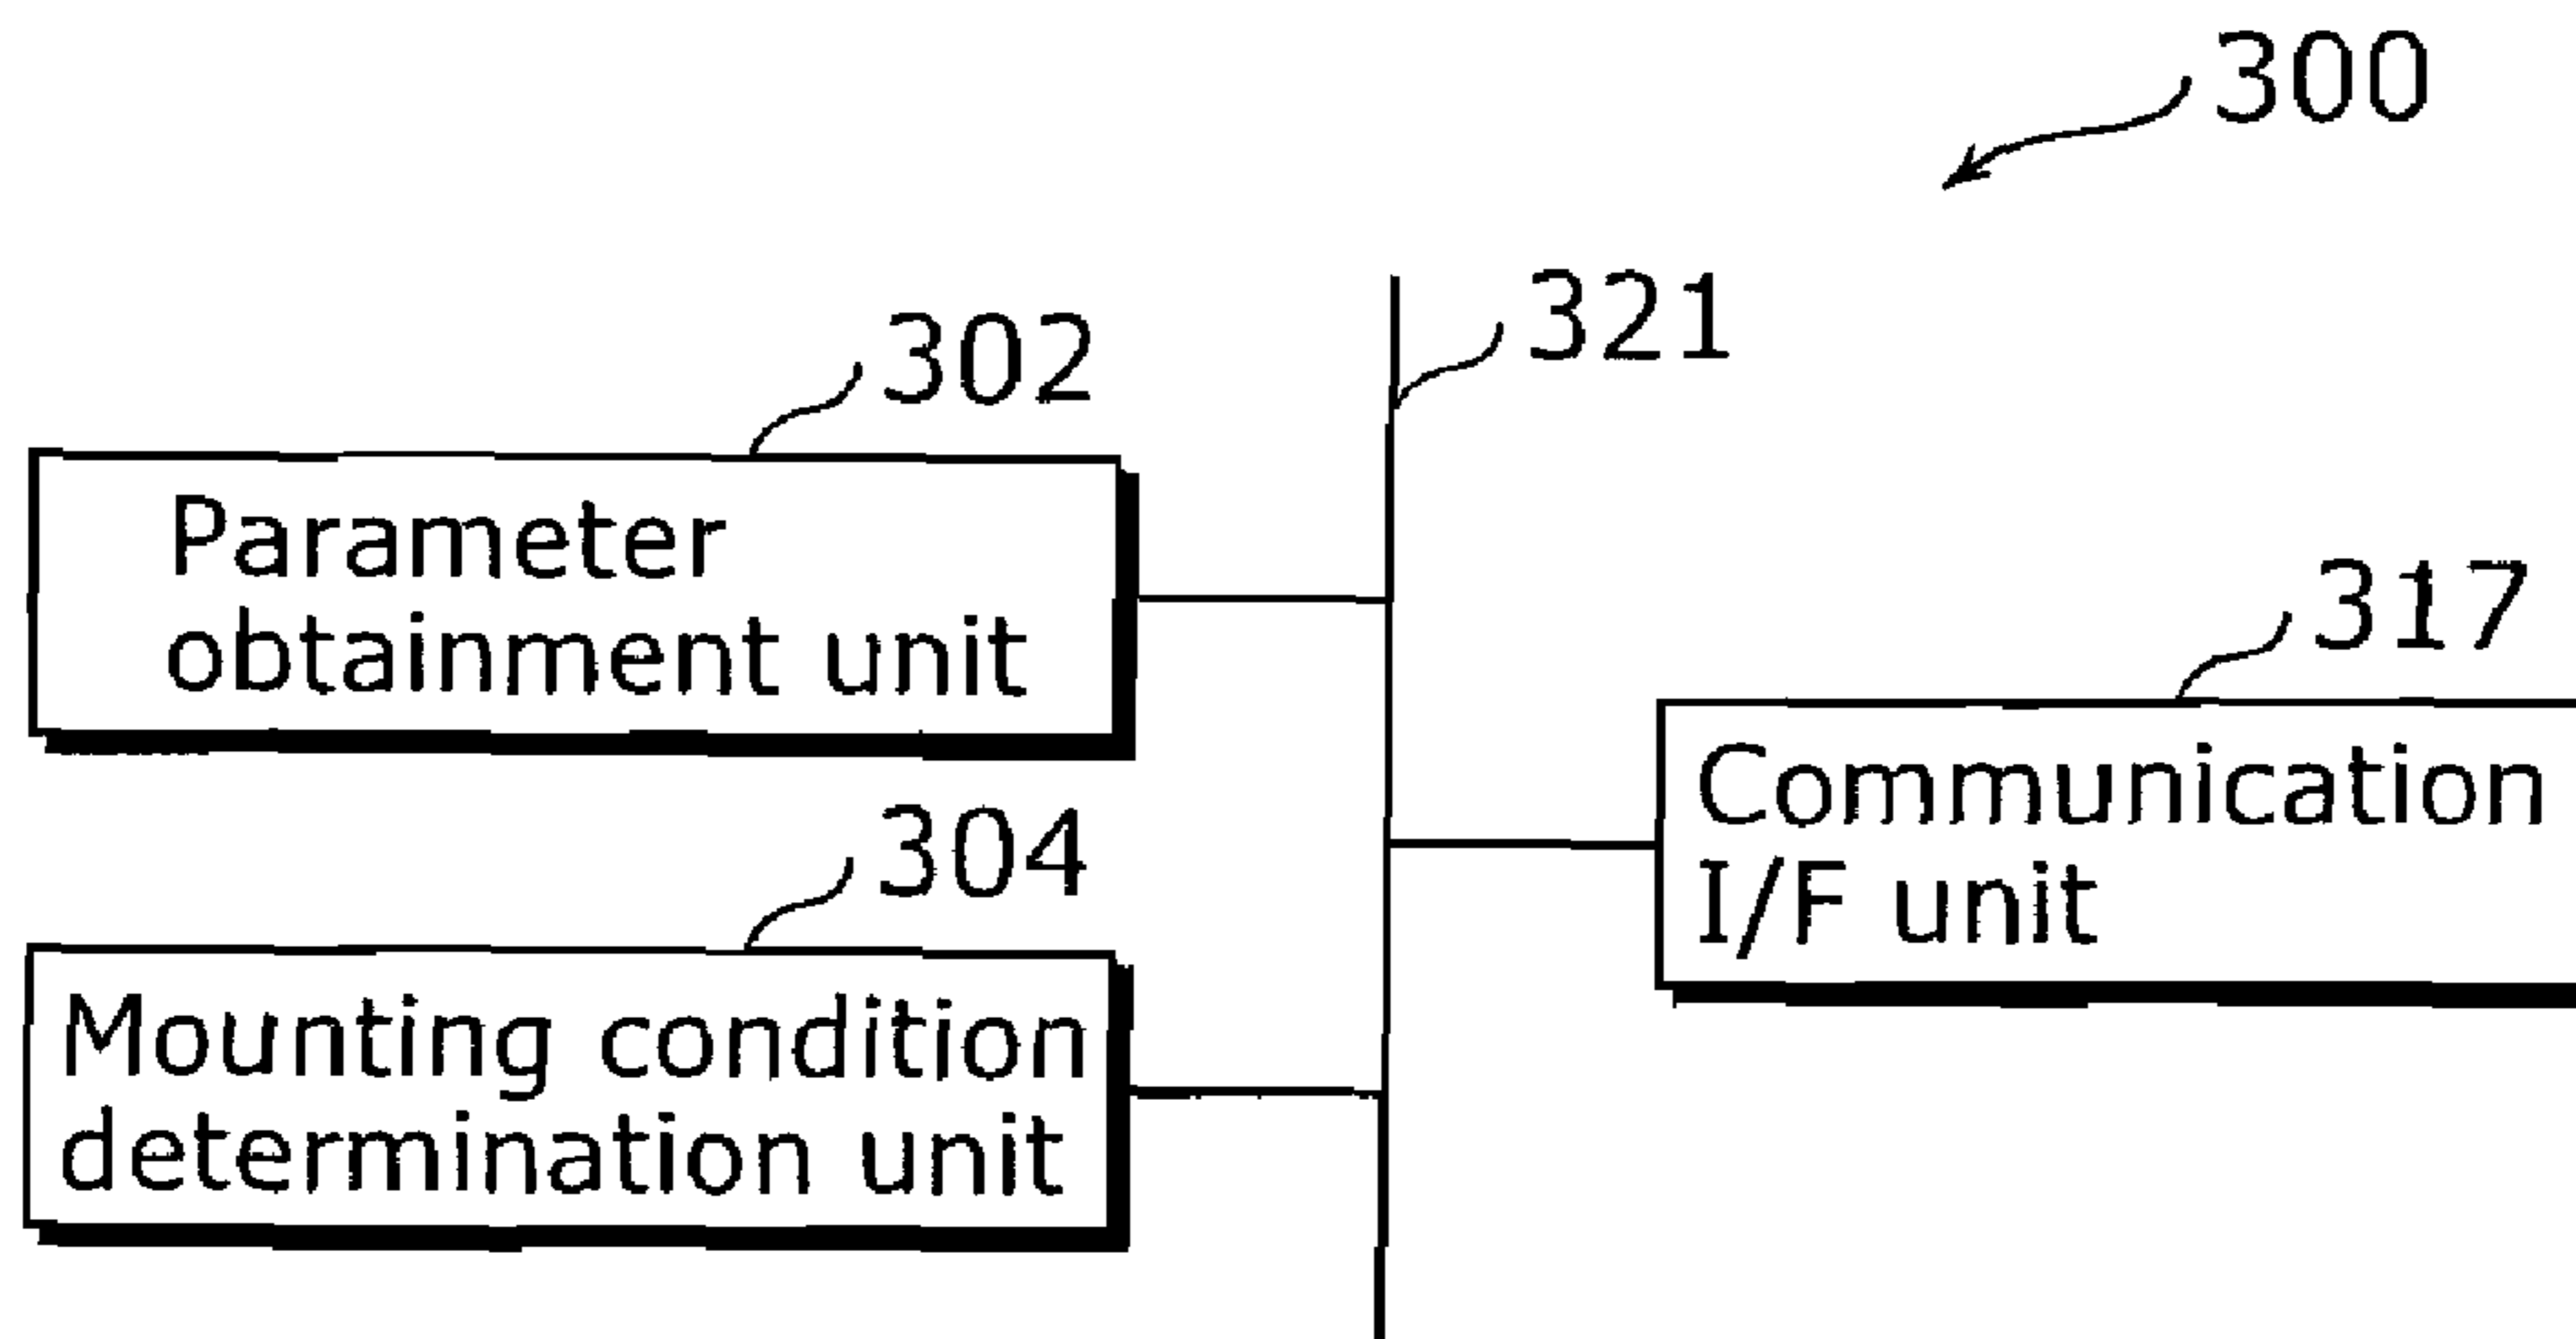 300
321
302
Parameter
obtainment unit
317
Communication
I/F unit
304
Mounting condition
determination unit